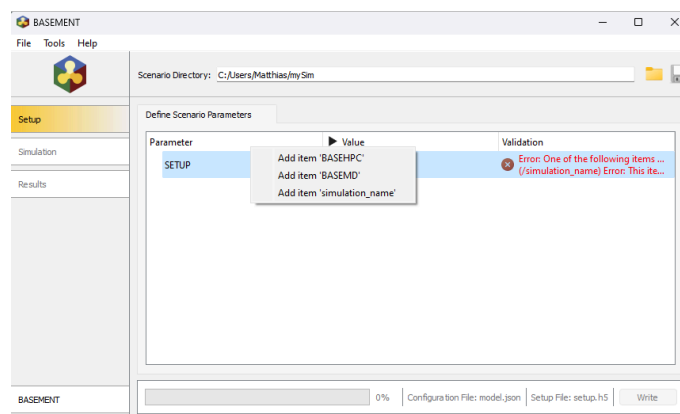 BASEMENT
File Tools Help
Scenario Directory: C:/Users/Matthias/mySim
Setup
Simulation
Results
BASEMENT
Define Scenario Parameters
Parameter Value Validation
SETUP
Add item 'BASEHPC'
Add item 'BASEMD'
Add item 'simulation_name'
Error: One of the following items ...
(/simulation_name) Error: This ite...
0% Configuration File: model.json Setup File: setup.h5 Write